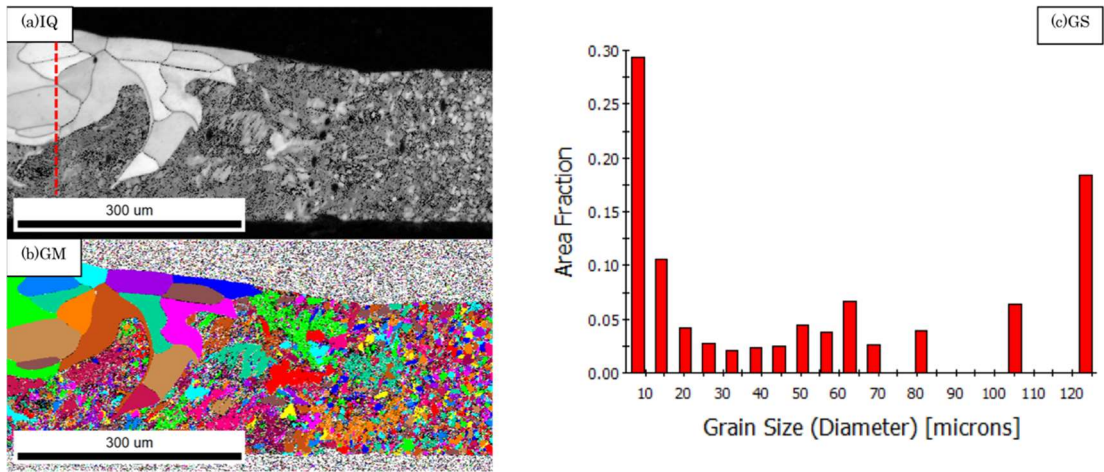 (a)IQ
300 um
(b)GM
300 um
(c)GS
0.30
0.25
0.20
0.15
0.10
0.05
0.00
Area Fraction
10 20 30 40 50 60 70 80 90 100 110 120
Grain Size (Diameter) [microns]